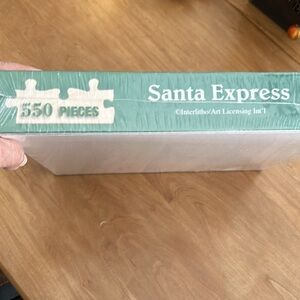 550 PIECES
Santa Express
©Interlitho/Art Licensing Int'l